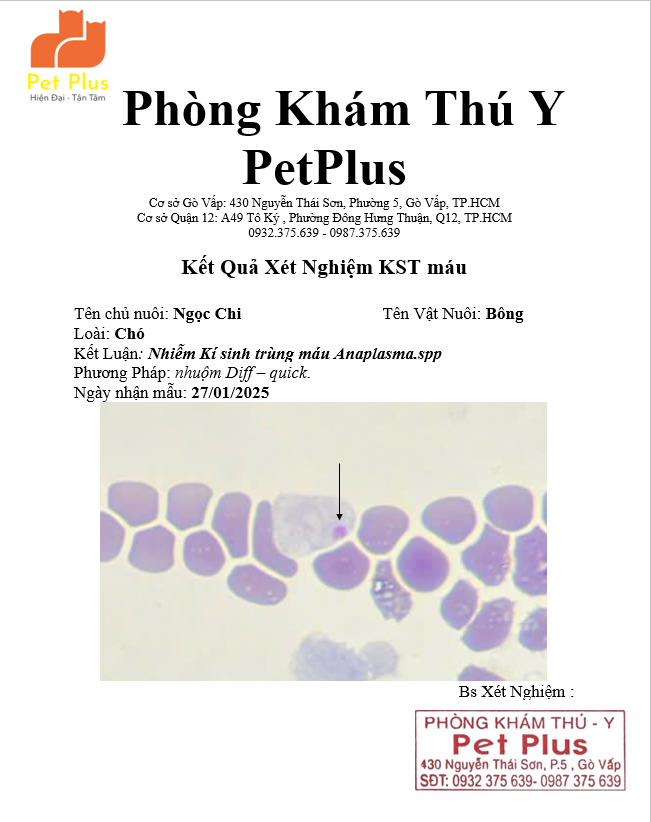 Pet Plus
Hiện Đại - Tận Tâm
Phòng Khám Thú Y
PetPlus
Cơ sở Gò Vấp: 430 Nguyễn Thái Sơn, Phường 5, Gò Vấp, TP.HCM
Cơ sở Quận 12: A49 Tô Ký , Phường Đông Hưng Thuận, Q12, TP.HCM
0932.375.639 - 0987.375.639
Kết Quả Xét Nghiệm KST máu
Tên chủ nuôi: Ngọc Chi Tên Vật Nuôi: Bông
Loài: Chó
Kết Luận: Nhiễm Kí sinh trùng máu Anaplasma.spp
Phương Pháp: nhuộm Diff – quick.
Ngày nhận mẫu: 27/01/2025
Bs Xét Nghiệm :
PHÒNG KHÁM THÚ - Y
Pet Plus
430 Nguyễn Thái Sơn, P.5 , Gò Vấp
SĐT: 0932 375 639- 0987 375 639